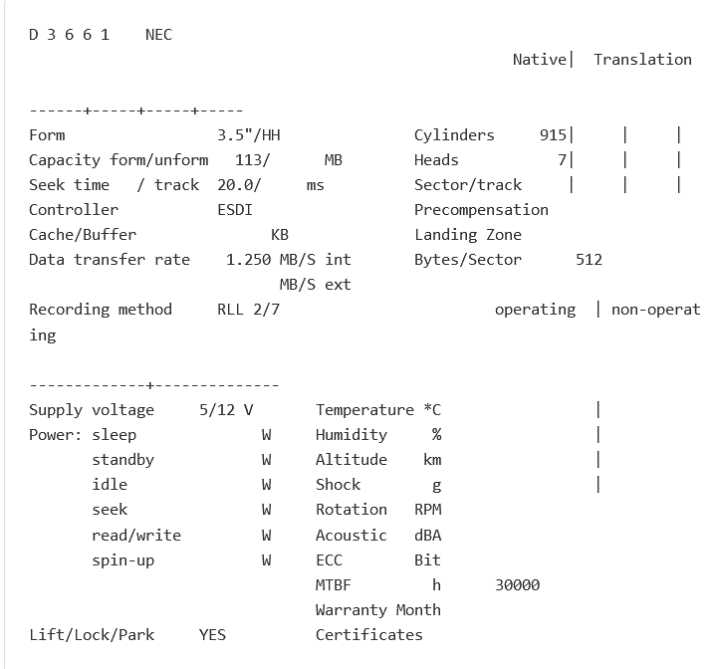 D 3 6 6 1    NEC
                                                      Native|  Translation
------+-----+-----+-----
Form                 3.5"/HH               Cylinders     915|     |     |
Capacity form/unform   113/      MB        Heads           7|     |     |
Seek time   / track  20.0/     ms          Sector/track     |     |     |
Controller           ESDI                  Precompensation
Cache/Buffer               KB              Landing Zone
Data transfer rate    1.250 MB/S int       Bytes/Sector      512
                            MB/S ext
Recording method     RLL 2/7                        operating  | non-operat
ing
-------------+--------------
Supply voltage     5/12 V       Temperature *C                 |
Power: sleep              W     Humidity     %                 |
       standby            W     Altitude    km                 |
       idle               W     Shock        g                 |
       seek               W     Rotation   RPM
       read/write         W     Acoustic   dBA
       spin-up            W     ECC        Bit
                                MTBF         h      30000
                                Warranty Month
Lift/Lock/Park     YES          Certificates